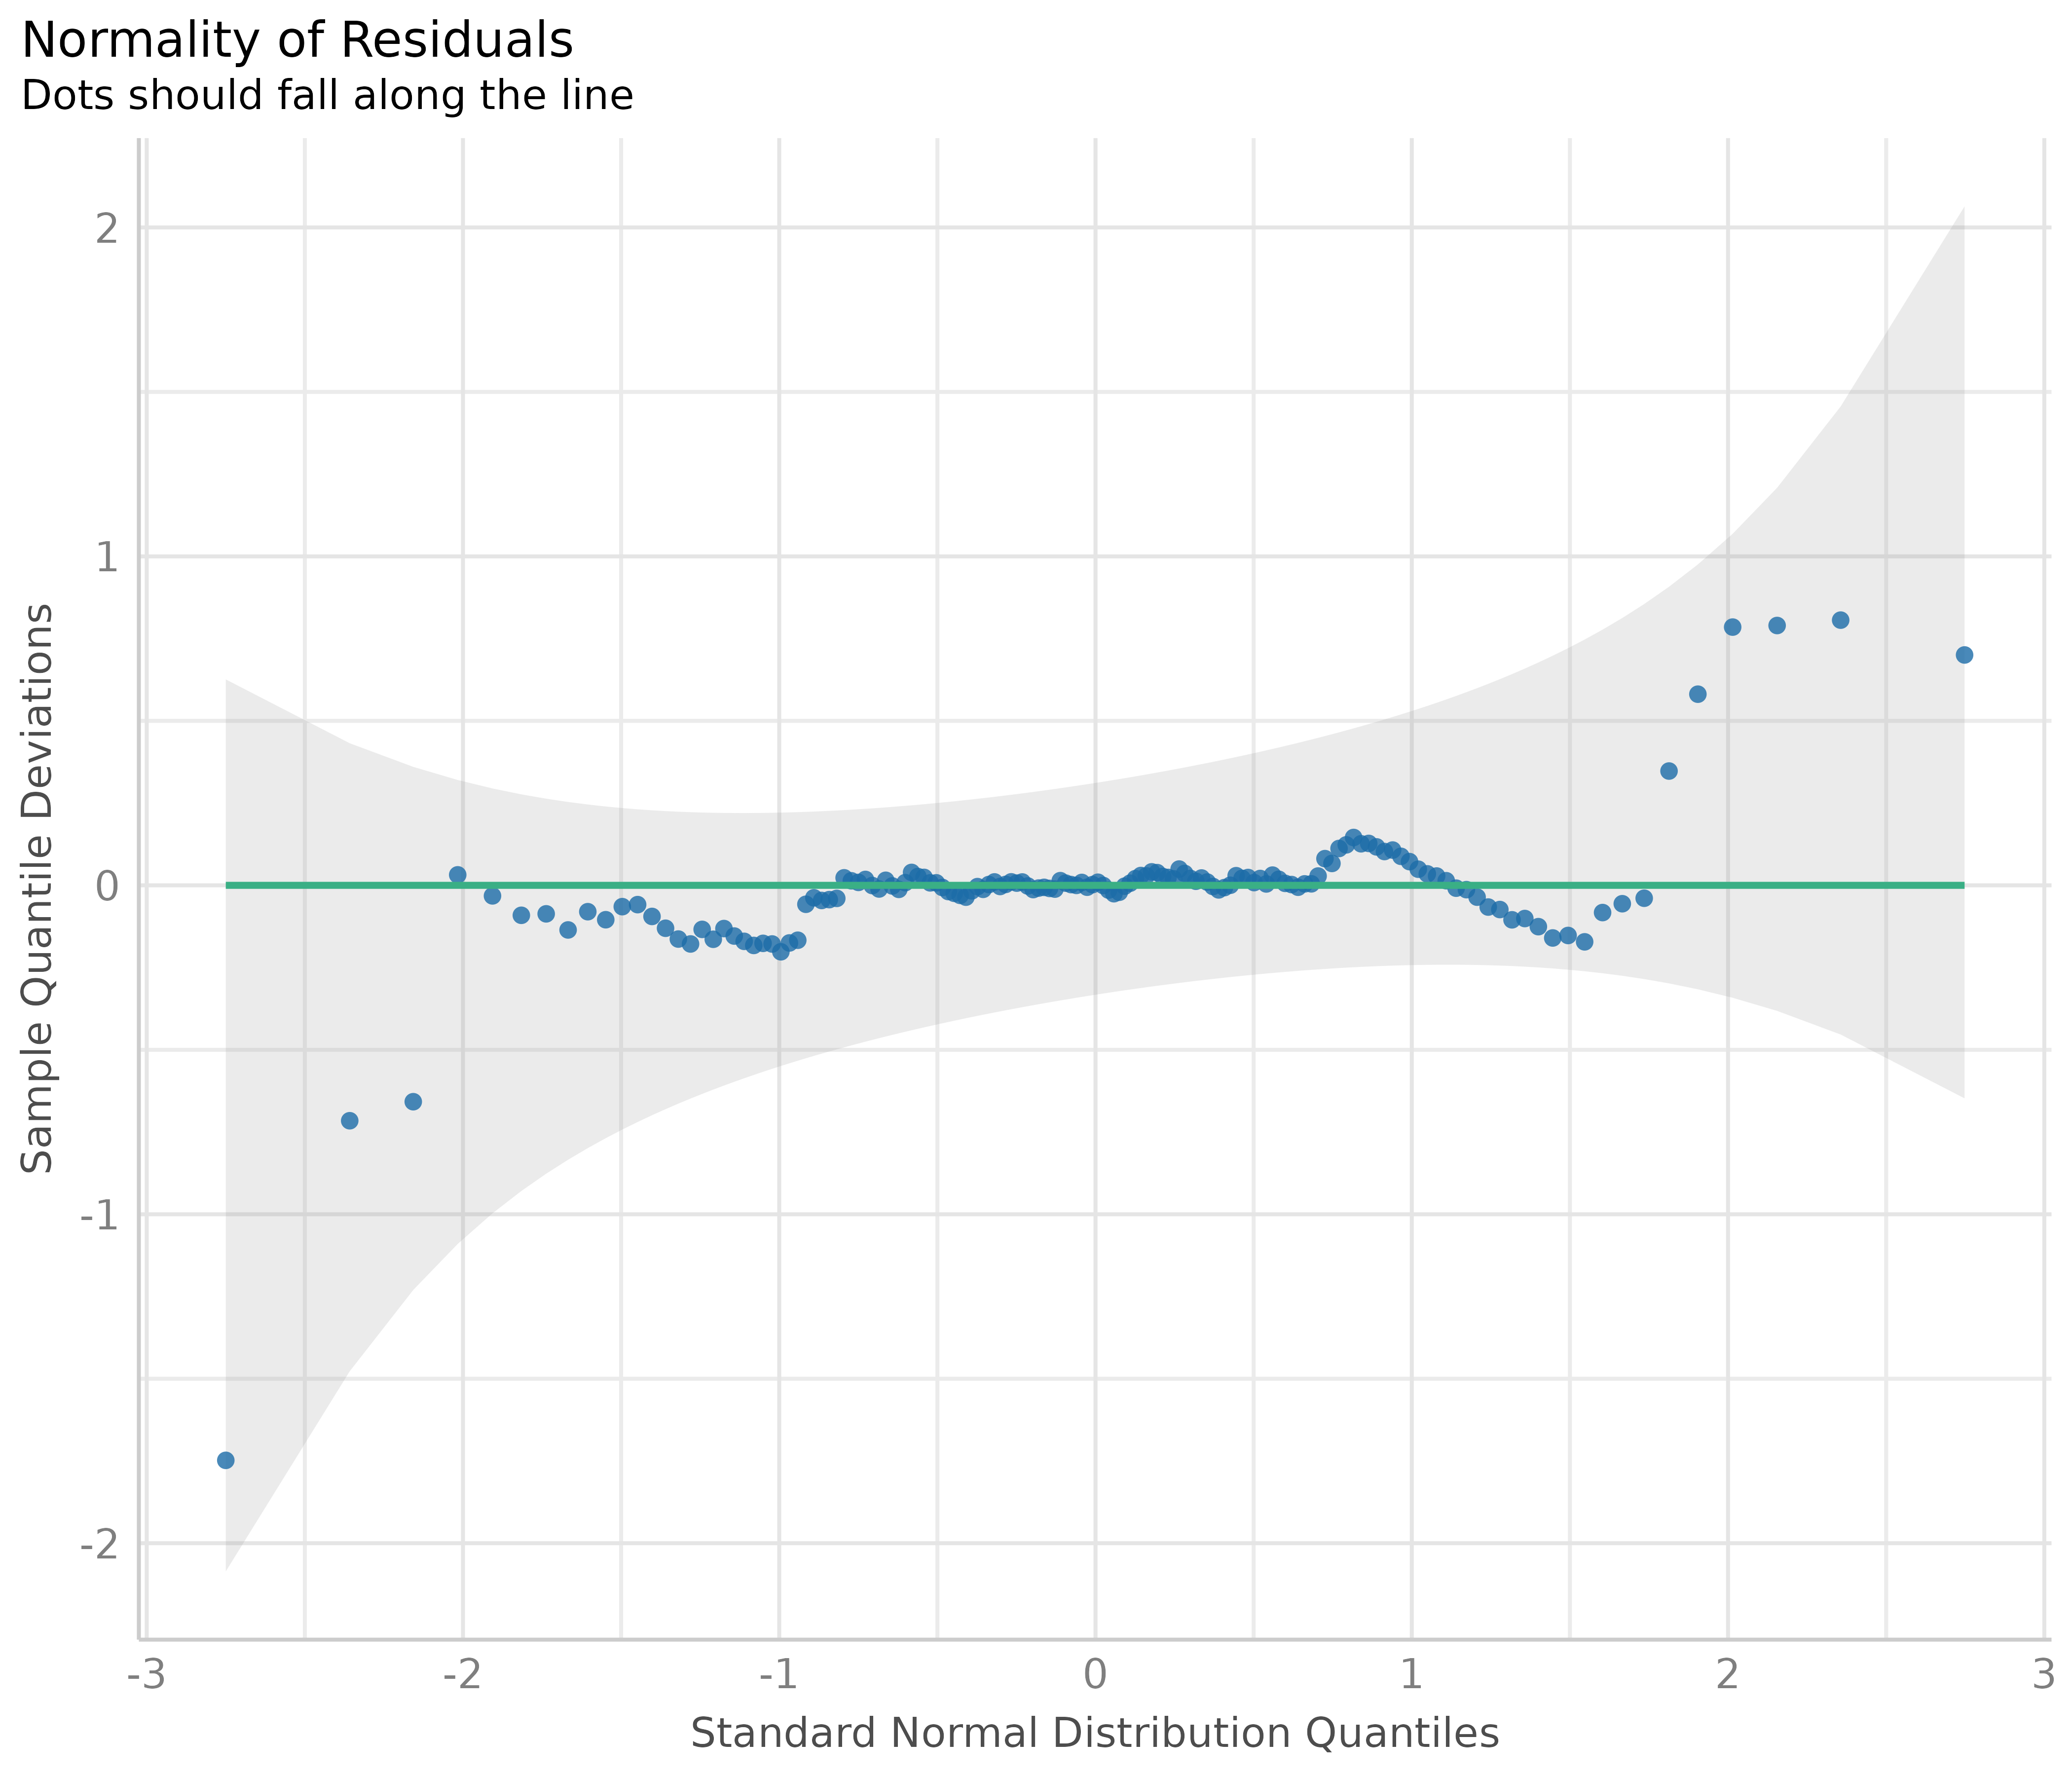 Normality of Residuals
Dots should fall along the line
2
1
0
-1
-2
Sample Quantile Deviations
-3 -2 -1 0 1 2 3
Standard Normal Distribution Quantiles